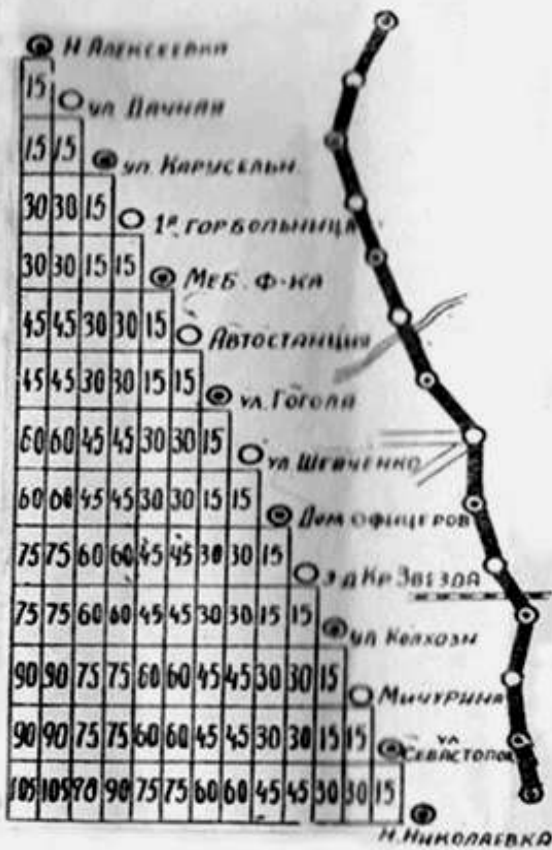 Н Алексеевка
15 ул Дачная
15 15 ул. Карусельн.
30 30 15 1я горбольница
30 30 15 15 Меб. ф-ка
45 45 30 30 15 Автостанция
45 45 30 30 15 15 ул. Гоголя
60 60 45 45 30 30 15 ул Шевченко
60 60 45 45 30 30 15 15 Дом офицеров
75 75 60 60 45 45 30 30 15 з-д Кр Звезда
75 75 60 60 45 45 30 30 15 15 ул Колхозн
90 90 75 75 60 60 45 45 30 30 15 Мичурина
90 90 75 75 60 60 45 45 30 30 15 15 ул Севастопол
105 105 90 90 75 75 60 60 45 45 30 30 15
Н. Николаевка